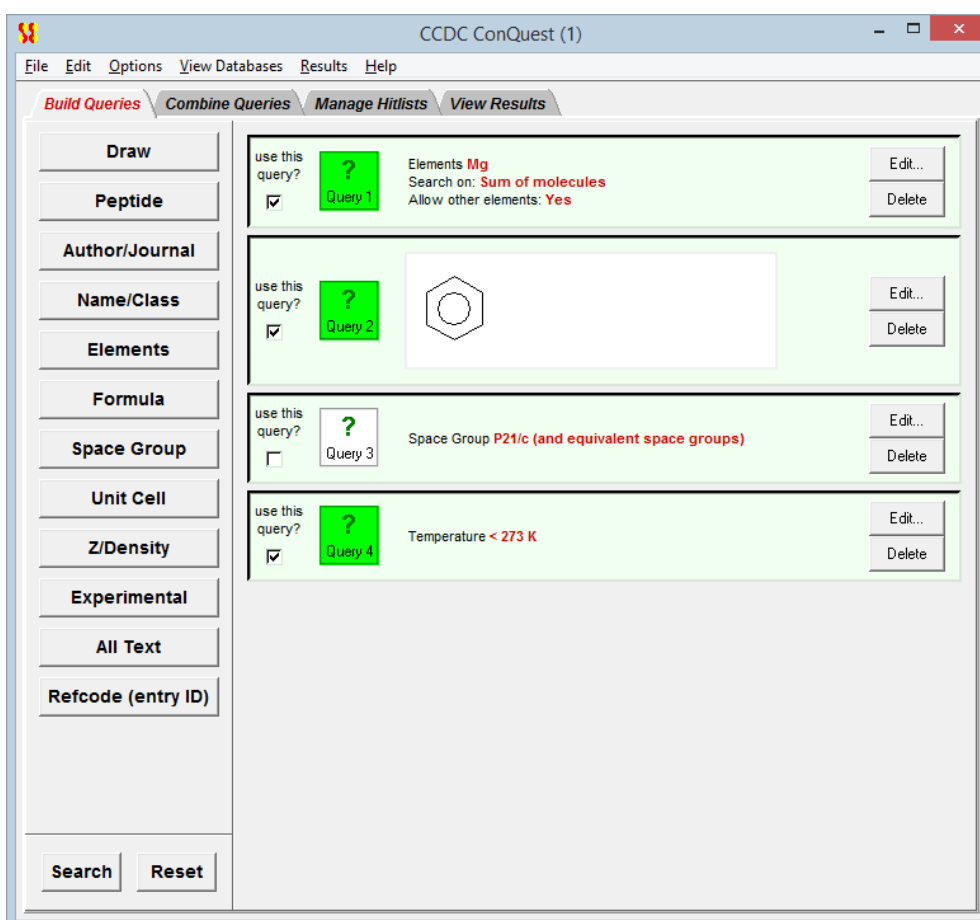 CCDC ConQuest (1)
File Edit Options View Databases Results Help
Build Queries Combine Queries Manage Hitlists View Results
Draw
Peptide
Author/Journal
Name/Class
Elements
Formula
Space Group
Unit Cell
Z/Density
Experimental
All Text
Refcode (entry ID)
Search Reset
use this
query?
?
Query 1
Elements Mg
Search on: Sum of molecules
Allow other elements: Yes
Edit...
Delete
use this
query?
?
Query 2
Edit...
Delete
use this
query?
?
Query 3
Space Group P21/c (and equivalent space groups)
Edit...
Delete
use this
query?
?
Query 4
Temperature < 273 K
Edit...
Delete